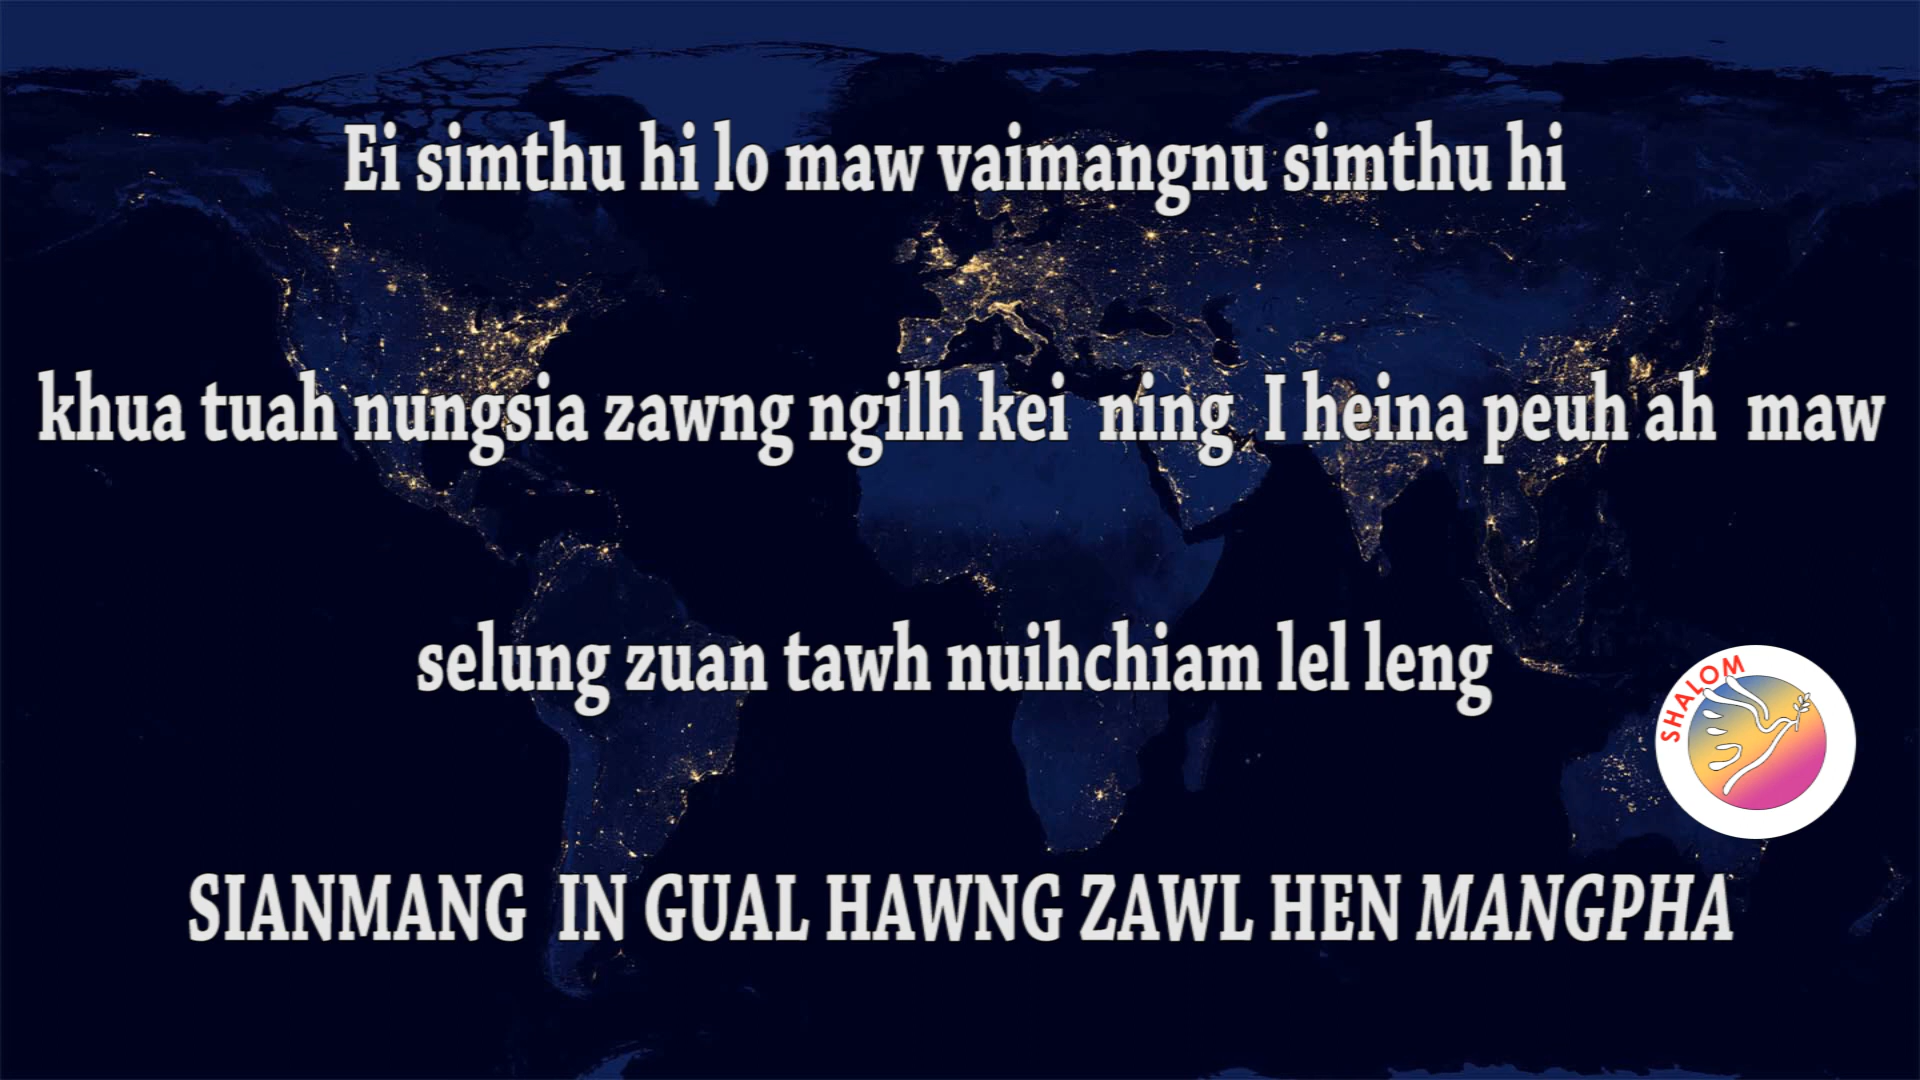 Ei simthu hi lo maw vaimangnu simthu hi
khua tuah nungsia zawng ngilh kei ning I heina peuh ah maw
selung zuan tawh nuihchiam lel leng
SHALOM
SIANMANG IN GUAL HAWNG ZAWL HEN MANGPHA